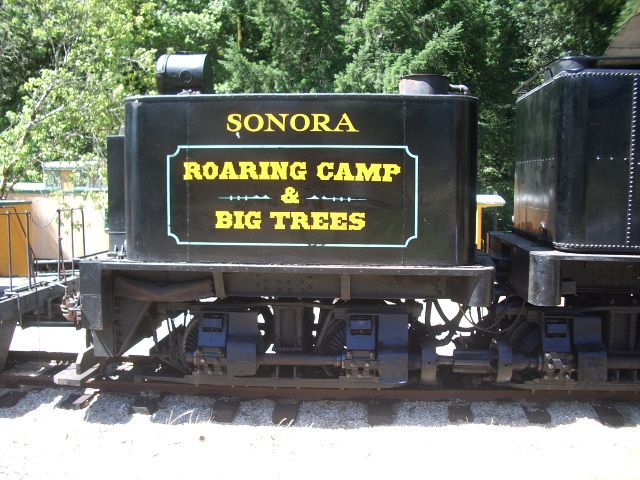 SONORA
ROARING CAMP
&
BIG TREES